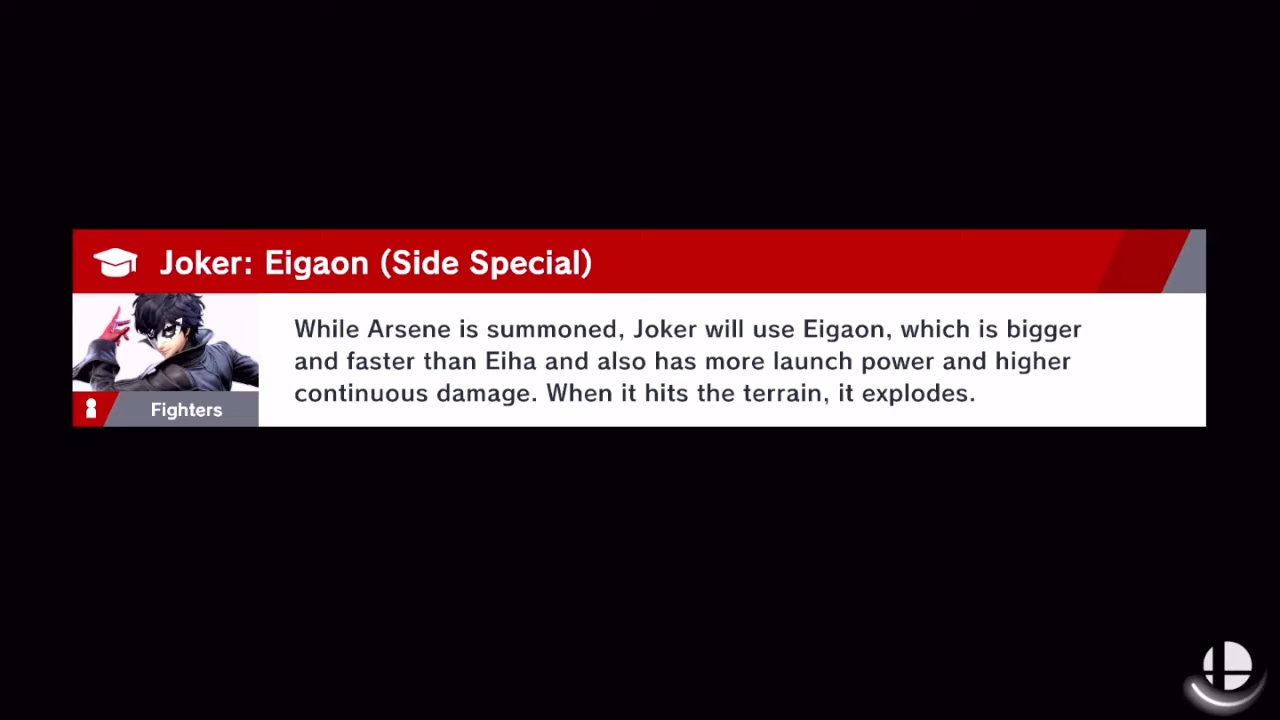 Joker: Eigaon (Side Special)
While Arsene is summoned, Joker will use Eigaon, which is bigger
and faster than Eiha and also has more launch power and higher
continuous damage. When it hits the terrain, it explodes.
Fighters